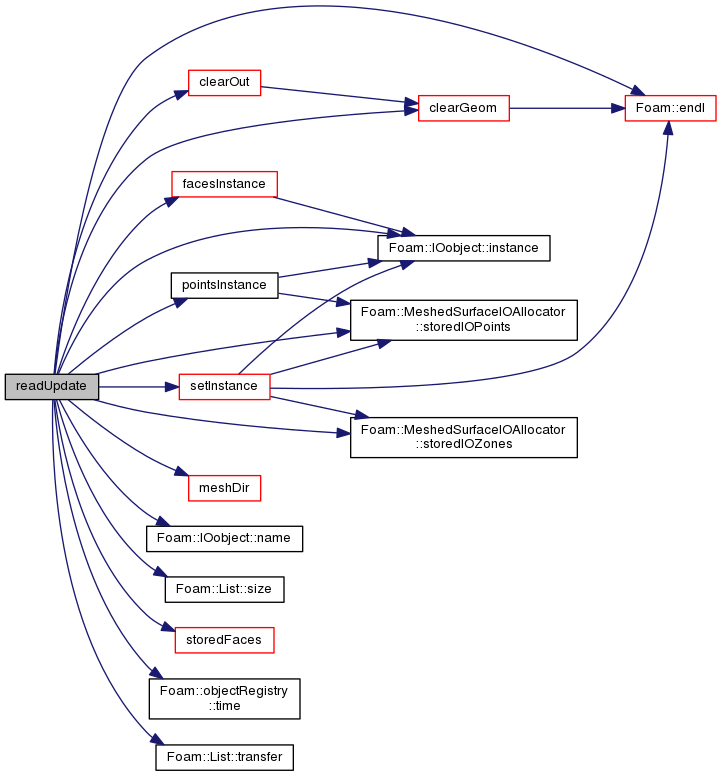 clearOut
clearGeom
Foam::endl
facesInstance
Foam::IOobject::instance
pointsInstance
Foam::MeshedSurfaceIOAllocator
::storedIOPoints
readUpdate
setInstance
Foam::MeshedSurfaceIOAllocator
::storedIOZones
meshDir
Foam::IOobject::name
Foam::List::size
storedFaces
Foam::objectRegistry
::time
Foam::List::transfer